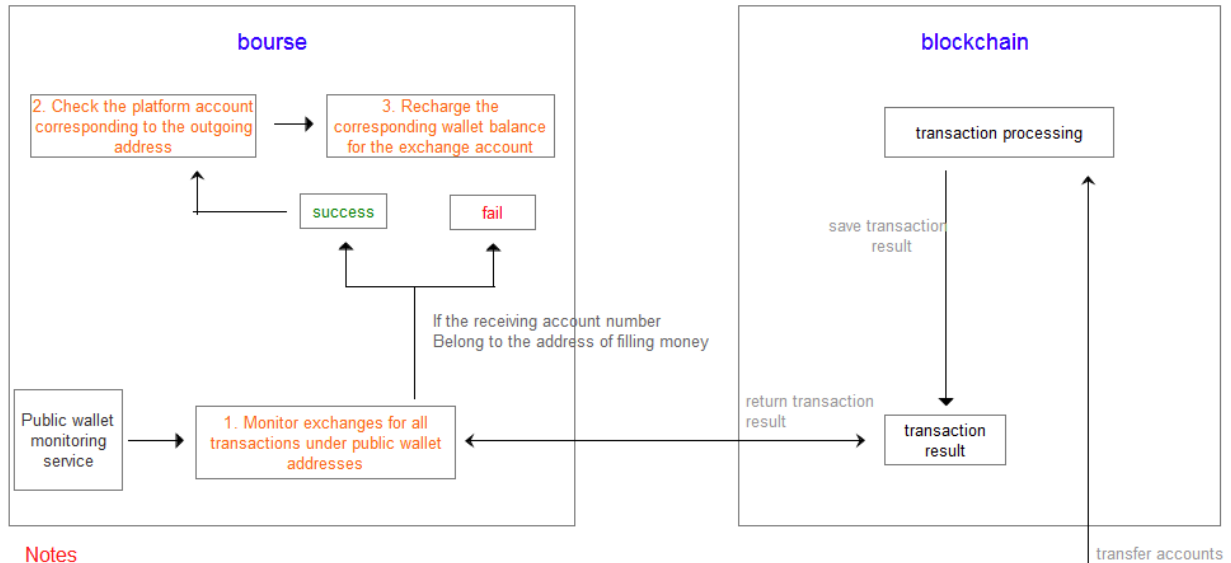 bourse
2. Check the platform account
corresponding to the outgoing
address
3. Recharge the
corresponding wallet balance
for the exchange account
success
fail
If the receiving account number
Belong to the address of filling money
Public wallet
monitoring
service
1. Monitor exchanges for all
transactions under public wallet
addresses
Notes
blockchain
transaction processing
save transaction
result
return transaction
result
transaction
result
transfer accounts